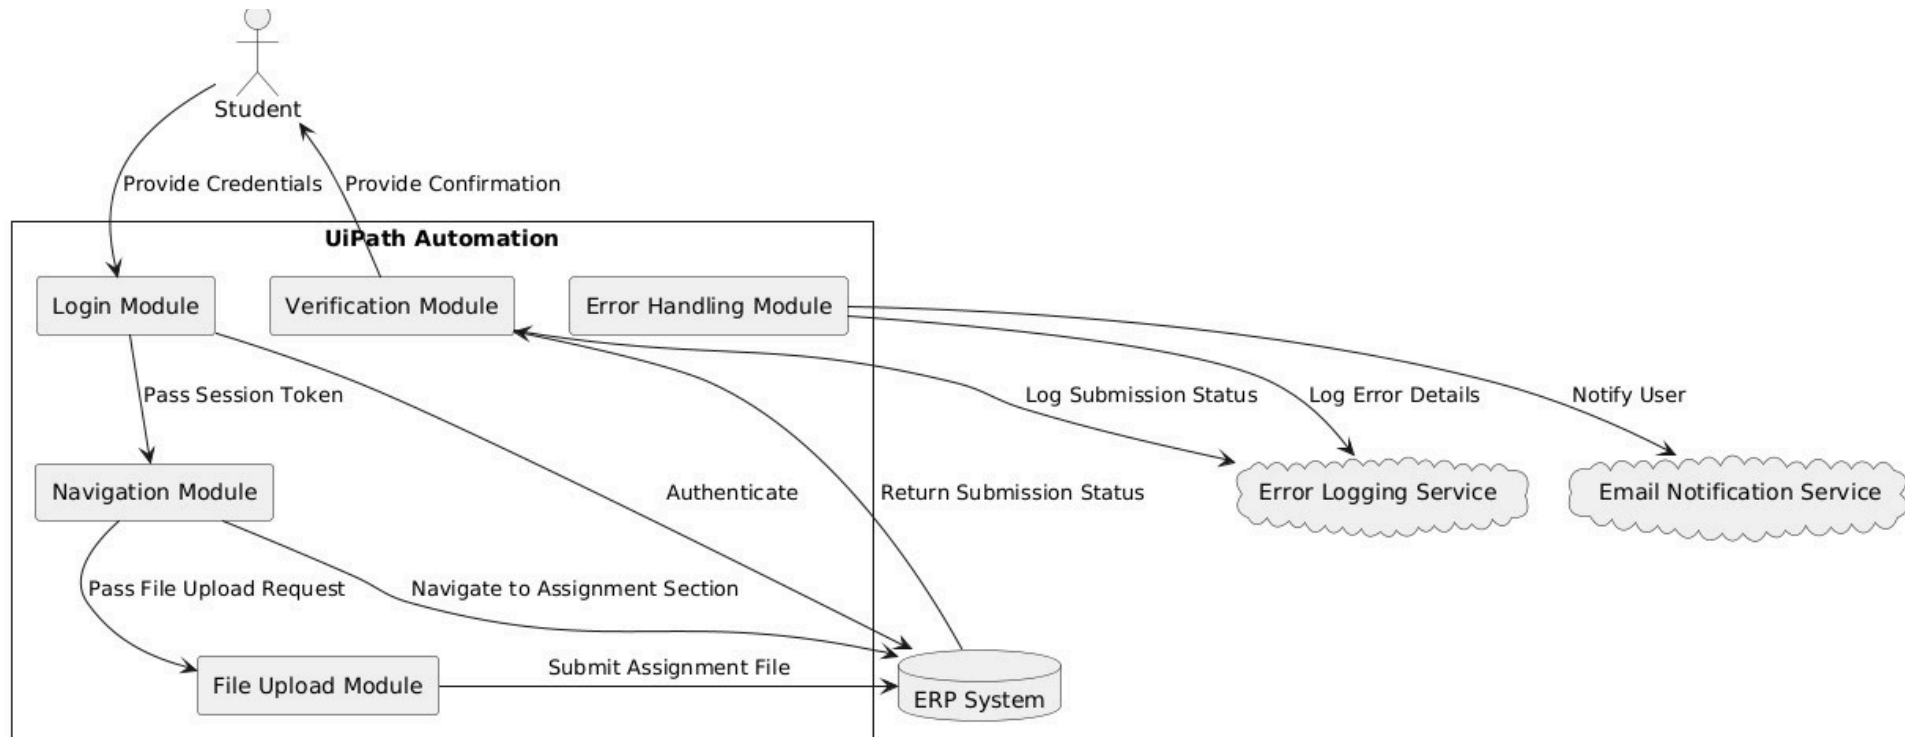 Student
Provide Credentials
Provide Confirmation
UiPath Automation
Login Module
Verification Module
Error Handling Module
Pass Session Token
Log Submission Status
Log Error Details
Notify User
Navigation Module
Authenticate
Return Submission Status
Error Logging Service
Email Notification Service
Pass File Upload Request
Navigate to Assignment Section
File Upload Module
Submit Assignment File
ERP System